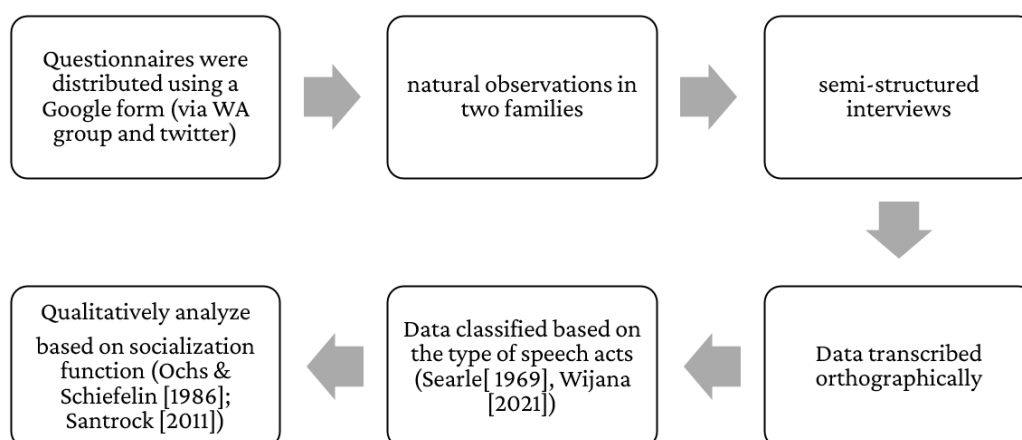 Questionnaires were
distributed using a
Google form (via WA
group and twitter)
natural observations in
two families
semi-structured
interviews
Data transcribed
orthographically
Data classified based on
the type of speech acts
(Searle[ 1969], Wijana
[2021])
Qualitatively analyze
based on socialization
function (Ochs &
Schiefelin [1986];
Santrock [2011])